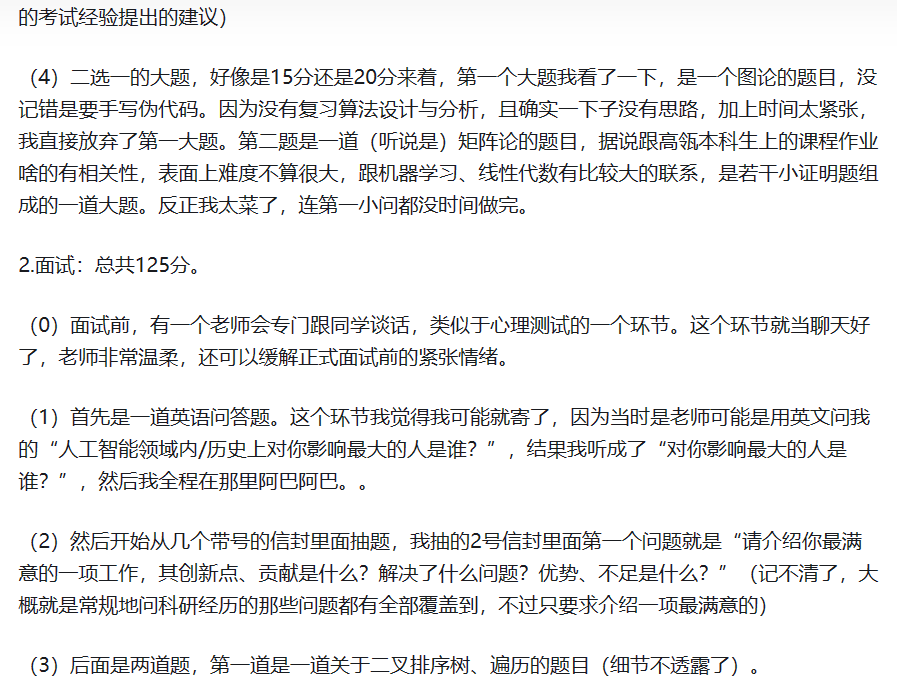 的考试经验提出的建议）
（4）二选一的大题，好像是15分还是20分来着，第一个大题我看了一下，是一个图论的题目，没
记错是要手写伪代码。因为没有复习算法设计与分析，且确实一下子没有思路，加上时间太紧张，
我直接放弃了第一大题。第二题是一道（听说是）矩阵论的题目，据说跟高瓴本科生上的课程作业
啥的有相关性，表面上难度不算很大，跟机器学习、线性代数有比较大的联系，是若干小证明题组
成的一道大题。反正我太菜了，连第一小问都没时间做完。
2.面试：总共125分。
（0）面试前，有一个老师会专门跟同学谈话，类似于心理测试的一个环节。这个环节就当聊天好
了，老师非常温柔，还可以缓解正式面试前的紧张情绪。
（1）首先是一道英语问答题。这个环节我觉得我可能就寄了，因为当时是老师可能是用英文问我
的“人工智能领域内/历史上对你影响最大的人是谁？”，结果我听成了“对你影响最大的人是
谁？”，然后我全程在那里阿巴阿巴。。
（2）然后开始从几个带号的信封里面抽题，我抽的2号信封里面第一个问题就是“请介绍你最满
意的一项工作，其创新点、贡献是什么？解决了什么问题？优势、不足是什么？”（记不清了，大
概就是常规地问科研经历的那些问题都有全部覆盖到，不过只要求介绍一项最满意的）
（3）后面是两道题，第一道是一道关于二叉排序树、遍历的题目（细节不透露了）。